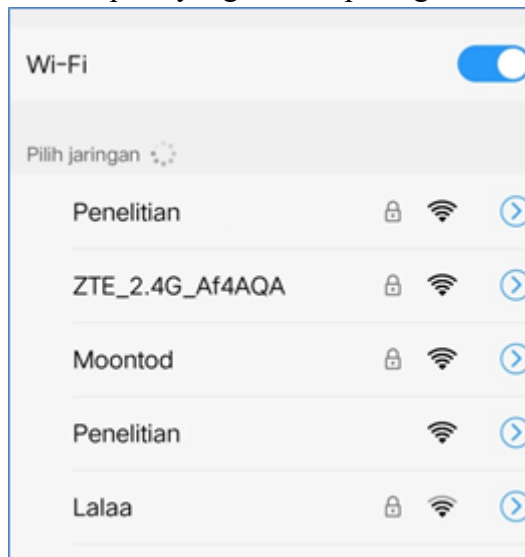 Wi-Fi
Pilih jaringan
Penelitian
ZTE_2.4G_Af4AQA
Moontod
Penelitian
Lalaa